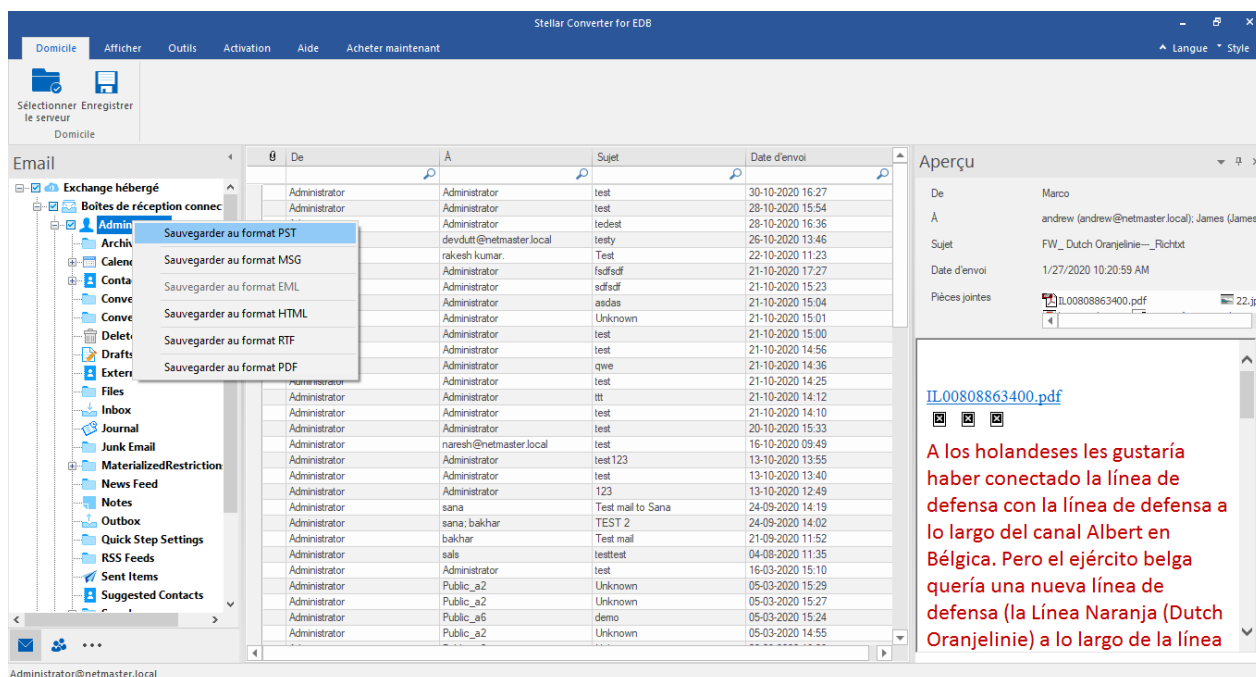 Stellar Converter for EDB
Domicile Afficher Outils Activation Aide Acheter maintenant Langue Style
Sélectionner le serveur
Enregistrer
Domicile
Email
Exchange hébergé
Boîtes de réception connec
Admin
Archiv
Calend
Conta
Conve
Conve
Delet
Drafts
Exter
Files
Inbox
Journal
Junk Email
MaterializedRestriction
News Feed
Notes
Outbox
Quick Step Settings
RSS Feeds
Sent Items
Suggested Contacts
Sauvegarder au format PST
Sauvegarder au format MSG
Sauvegarder au format EML
Sauvegarder au format HTML
Sauvegarder au format RTF
Sauvegarder au format PDF
De À Sujet Date d'envoi
Administrator Administrator test 30-10-2020 16:27
Administrator Administrator test 28-10-2020 15:54
Administrator tedest 28-10-2020 16:36
devdutt@netmaster.local testy 26-10-2020 13:46
rakesh kumar. Test 22-10-2020 11:23
Administrator fsdfsdf 21-10-2020 17:27
Administrator sdfsdf 21-10-2020 15:23
Administrator asdas 21-10-2020 15:04
Administrator Unknown 21-10-2020 15:01
Administrator test 21-10-2020 15:00
Administrator test 21-10-2020 14:56
Administrator qwe 21-10-2020 14:36
Administrator Administrator test 21-10-2020 14:25
Administrator Administrator ttt 21-10-2020 14:12
Administrator Administrator test 21-10-2020 14:10
Administrator Administrator test 20-10-2020 15:33
Administrator naresh@netmaster.local test 16-10-2020 09:49
Administrator Administrator test123 13-10-2020 13:55
Administrator Administrator test 13-10-2020 13:40
Administrator Administrator 123 13-10-2020 12:49
Administrator sana Test mail to Sana 24-09-2020 14:19
Administrator sana; bakhar TEST 2 24-09-2020 14:02
Administrator bakhar Test mail 21-09-2020 11:52
Administrator sals testtest 04-08-2020 11:35
Administrator Administrator test 16-03-2020 15:10
Administrator Public_a2 Unknown 05-03-2020 15:29
Administrator Public_a2 Unknown 05-03-2020 15:27
Administrator Public_a6 demo 05-03-2020 15:24
Administrator Public_a2 Unknown 05-03-2020 14:55
Aperçu
De Marco
À andrew (andrew@netmaster.local); James (James
Sujet FW_ Dutch Oranjelinie---_Richtxt
Date d'envoi 1/27/2020 10:20:59 AM
Pièces jointes IL00808863400.pdf 22.jp
IL00808863400.pdf
A los holandeses les gustaría
haber conectado la línea de
defensa con la línea de defensa a
lo largo del canal Albert en
Bélgica. Pero el ejército belga
quería una nueva línea de
defensa (la Línea Naranja (Dutch
Oranjelinie) a lo largo de la línea
Administrator@netmaster.local